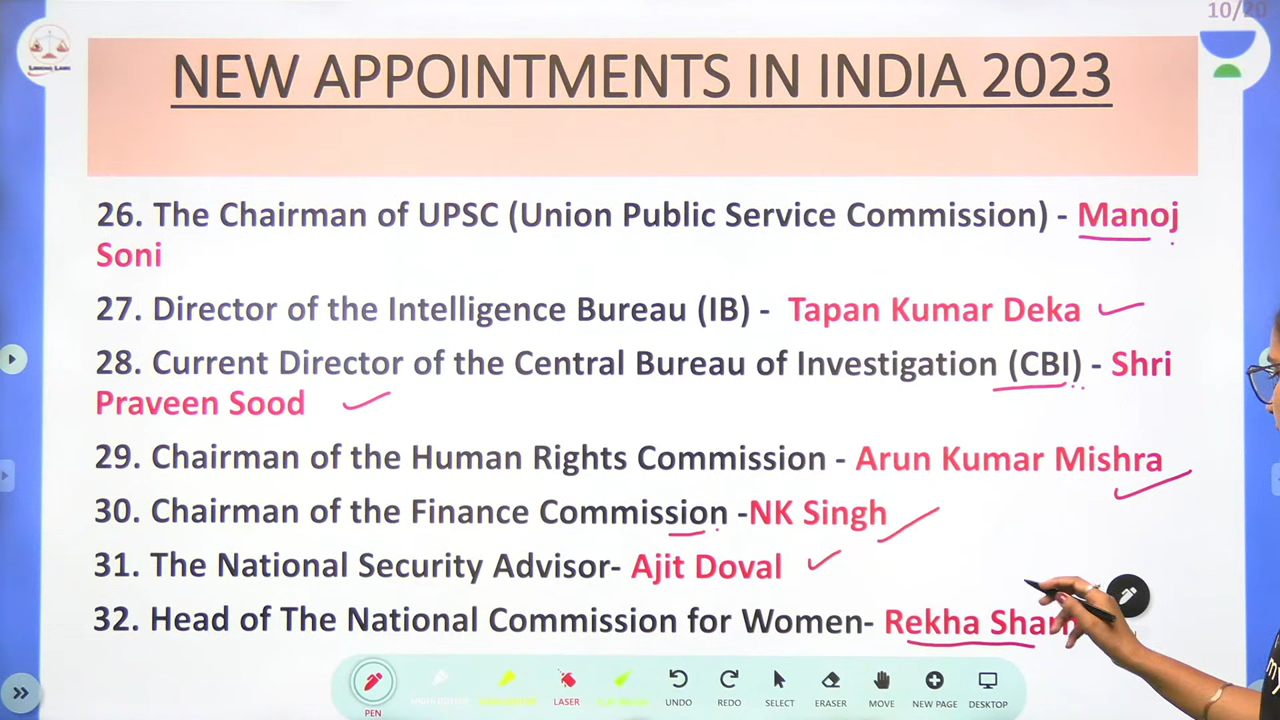 10/20
LINKING LAWS
NEW APPOINTMENTS IN INDIA 2023
26. The Chairman of UPSC (Union Public Service Commission) - Manoj
Soni
27. Director of the Intelligence Bureau (IB) - Tapan Kumar Deka
28. Current Director of the Central Bureau of Investigation (CBI) - Shri
Praveen Sood
29. Chairman of the Human Rights Commission - Arun Kumar Mishra
30. Chairman of the Finance Commission -NK Singh
31. The National Security Advisor- Ajit Doval
32. Head of The National Commission for Women- Rekha
PEN HIGHLIGHTER LASER UNDO REDO SELECT ERASER MOVE NEW PAGE DESKTOP